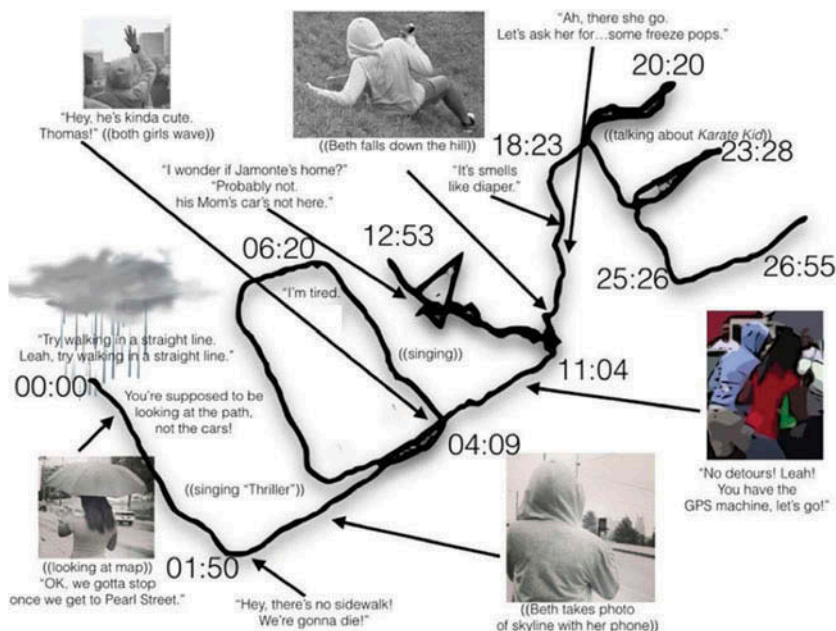 "Ah, there she go.
Let's ask her for…some freeze pops."
20:20
"Hey, he's kinda cute.
Thomas!" ((both girls wave))
((Beth falls down the hill))
18:23
((talking about Karate Kid))
23:28
"I wonder if Jamonte's home?"
"Probably not.
his Mom's car's not here."
"It's smells
like diaper."
06:20
12:53
25:26
26:55
"I'm tired.
"Try walking in a straight line.
Leah, try walking in a straight line."
((singing))
00:00
You're supposed to be
looking at the path,
not the cars!
11:04
04:09
((singing "Thriller"))
"No detours! Leah!
You have the
GPS machine, let's go!"
((looking at map))
"OK, we gotta stop
once we get to Pearl Street."
01:50
"Hey, there's no sidewalk!
We're gonna die!"
((Beth takes photo
of skyline with her phone))